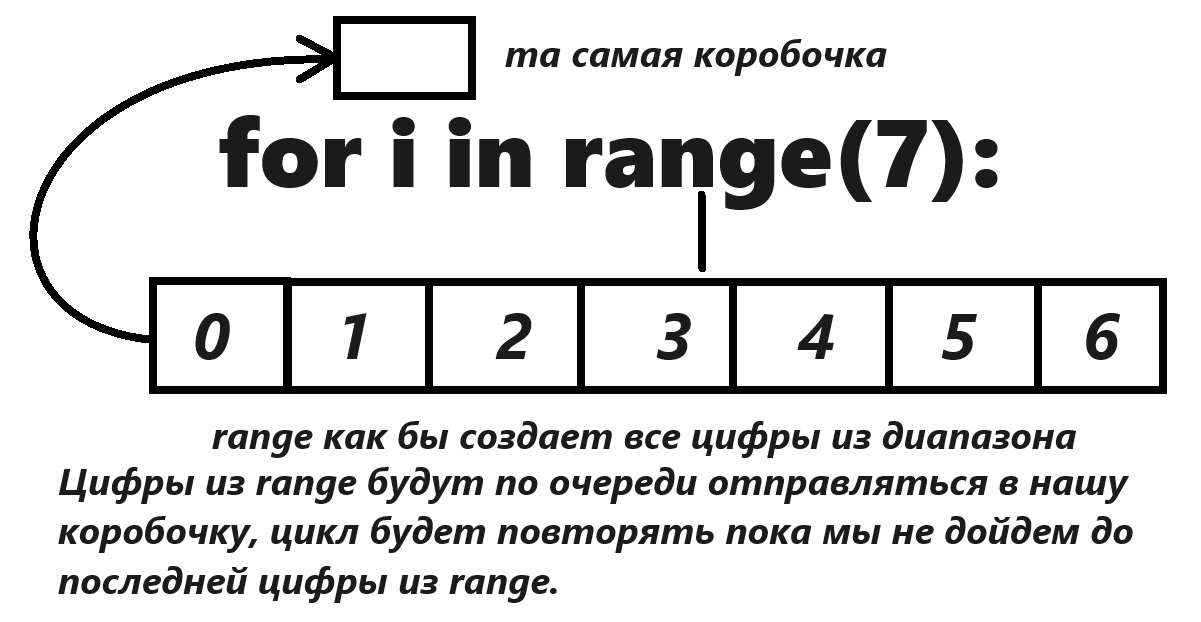 та самая коробочка
for i in range(7):
0 1 2 3 4 5 6
range как бы создает все цифры из диапазона
Цифры из range будут по очереди отправляться в нашу
коробочку, цикл будет повторять пока мы не дойдем до
последней цифры из range.